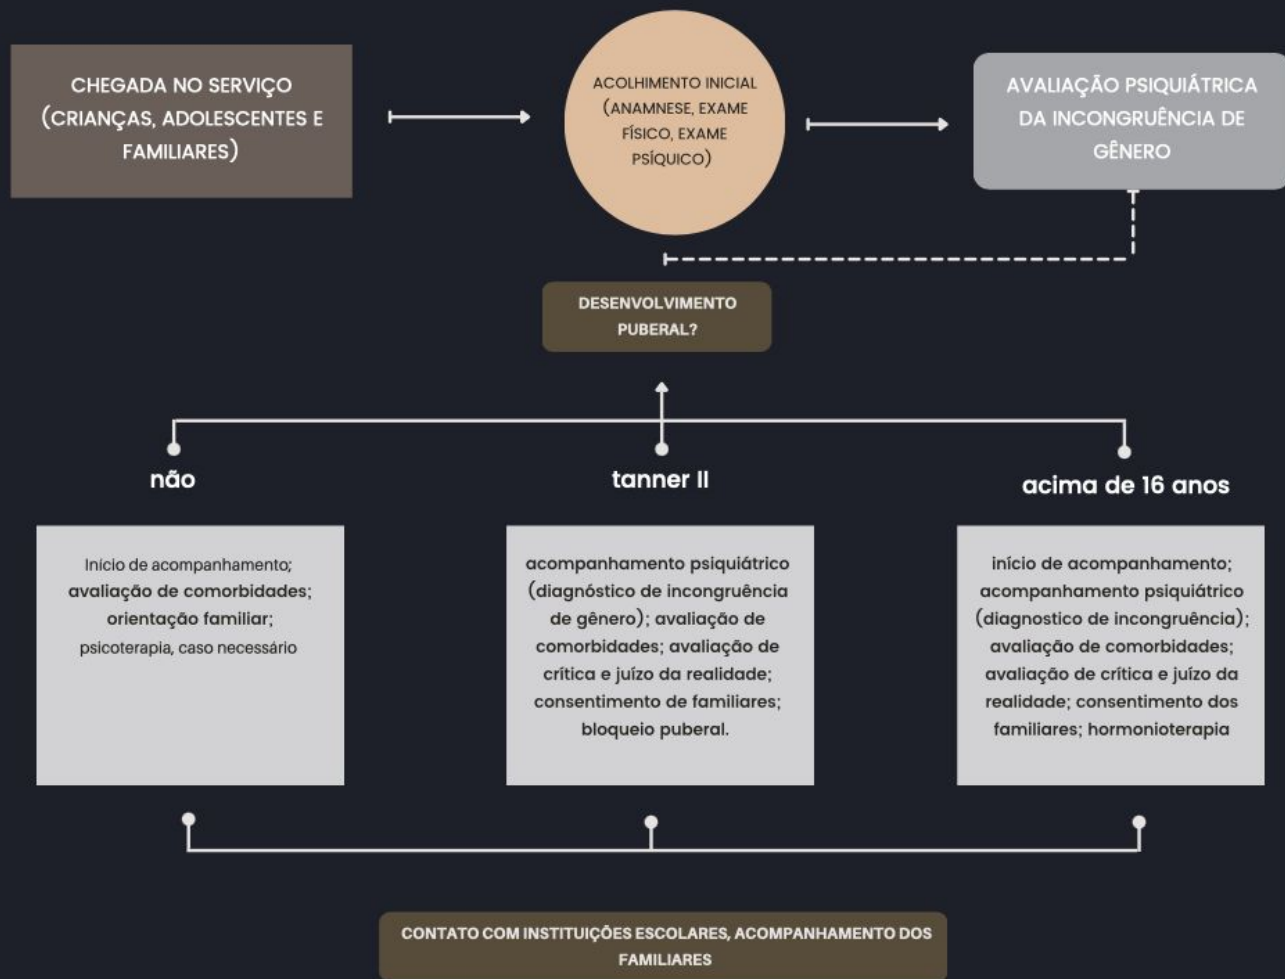 CHEGADA NO SERVIÇO
(CRIANÇAS, ADOLESCENTES E
FAMILIARES)
ACOLHIMENTO INICIAL
(ANAMNESE, EXAME
FÍSICO, EXAME
PSÍQUICO)
AVALIAÇÃO PSIQUIÁTRICA
DA INCONGRUÊNCIA DE
GÊNERO
DESENVOLVIMENTO
PUBERAL?
não
Início de acompanhamento;
avaliação de comorbidades;
orientação familiar;
psicoterapia, caso necessário
tanner II
acompanhamento psiquiátrico
(diagnóstico de incongruência
de gênero); avaliação de
comorbidades; avaliação de
crítica e juízo da realidade;
consentimento de familiares;
bloqueio puberal.
acima de 16 anos
início de acompanhamento;
acompanhamento psiquiátrico
(diagnostico de incongruência);
avaliação de comorbidades;
avaliação de crítica e juízo da
realidade; consentimento dos
familiares; hormonioterapia
CONTATO COM INSTITUIÇÕES ESCOLARES, ACOMPANHAMENTO DOS
FAMILIARES